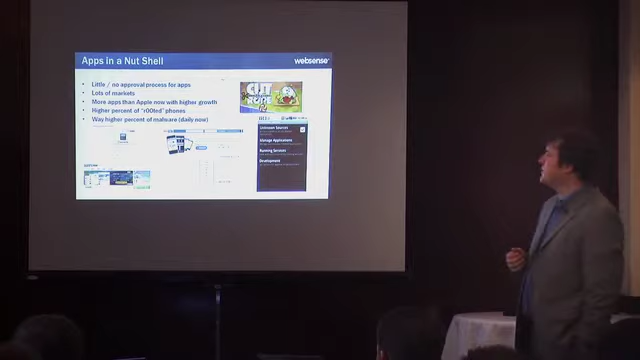 Apps in a Nut Shell
websense
Little / no approval process for apps
Lots of markets
More apps than Apple now with higher growth
Higher percent of "r00ted" phones
Way higher percent of malware (daily now)
CUT
ROPE
Unknown Sources
Manage Applications
Running Services
Development